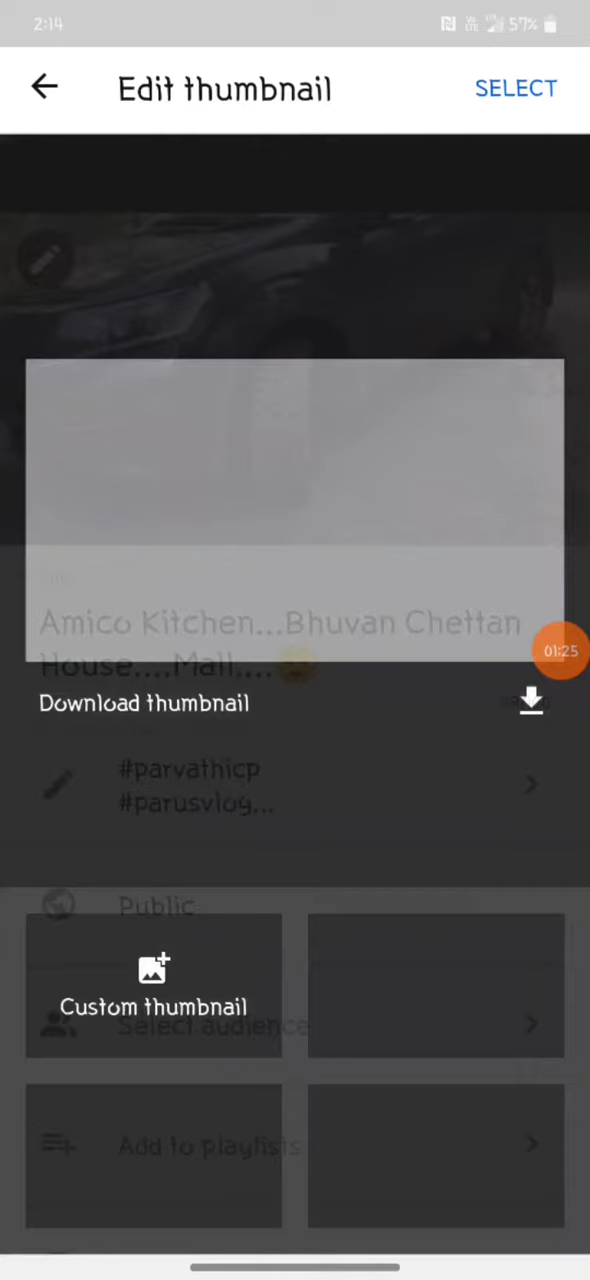 2:14
57%
Edit thumbnail
SELECT
Amico Kitchen...Bhuvan Chettan
House....Mall....😄
01:25
Download thumbnail
#parvathicp
#parusvlog...
Public
Custom thumbnail
Select audience
Add to playlists